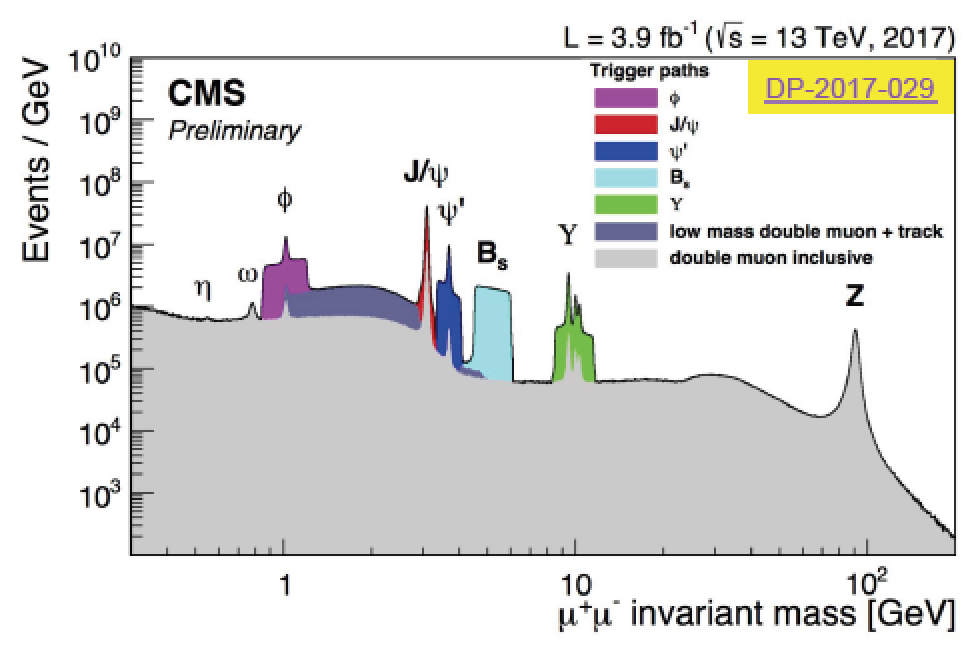 L = 3.9 fb⁻¹ (√s = 13 TeV, 2017)
Events / GeV
10¹⁰
10⁹
10⁸
10⁷
10⁶
10⁵
10⁴
10³
CMS
Preliminary
DP-2017-029
Trigger paths
ϕ
J/ψ
ψ'
Bₛ
Υ
low mass double muon + track
double muon inclusive
η
ω
ϕ
J/ψ
ψ'
Bₛ
Υ
Z
1
10
10²
μ⁺μ⁻ invariant mass [GeV]